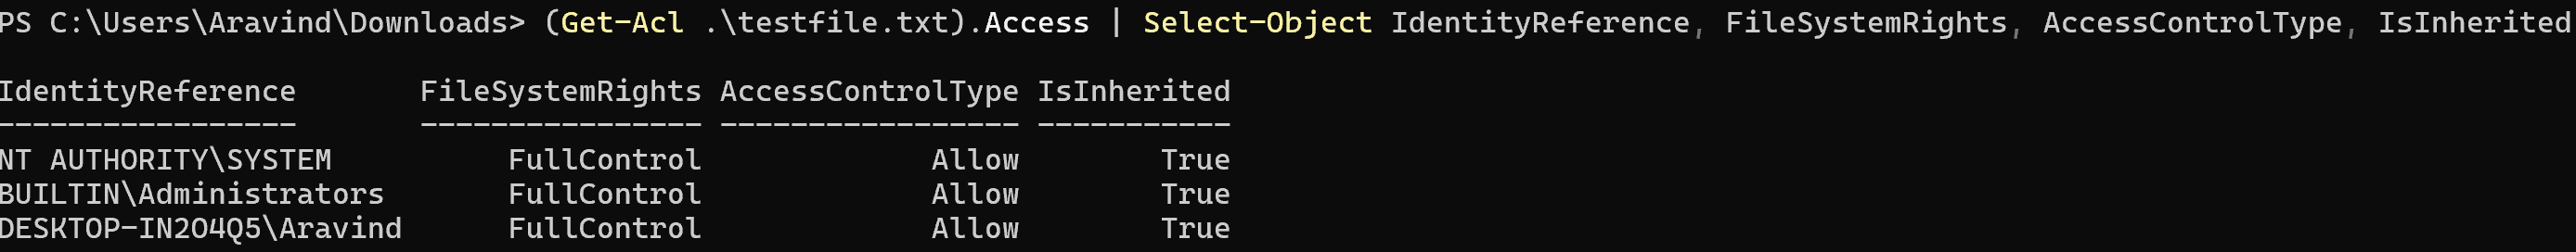 PS C:\Users\Aravind\Downloads> (Get-Acl .\testfile.txt).Access | Select-Object IdentityReference, FileSystemRights, AccessControlType, IsInherited
IdentityReference       FileSystemRights AccessControlType IsInherited
-----------------       ---------------- ----------------- -----------
NT AUTHORITY\SYSTEM          FullControl             Allow        True
BUILTIN\Administrators       FullControl             Allow        True
DESKTOP-IN2O4Q5\Aravind      FullControl             Allow        True